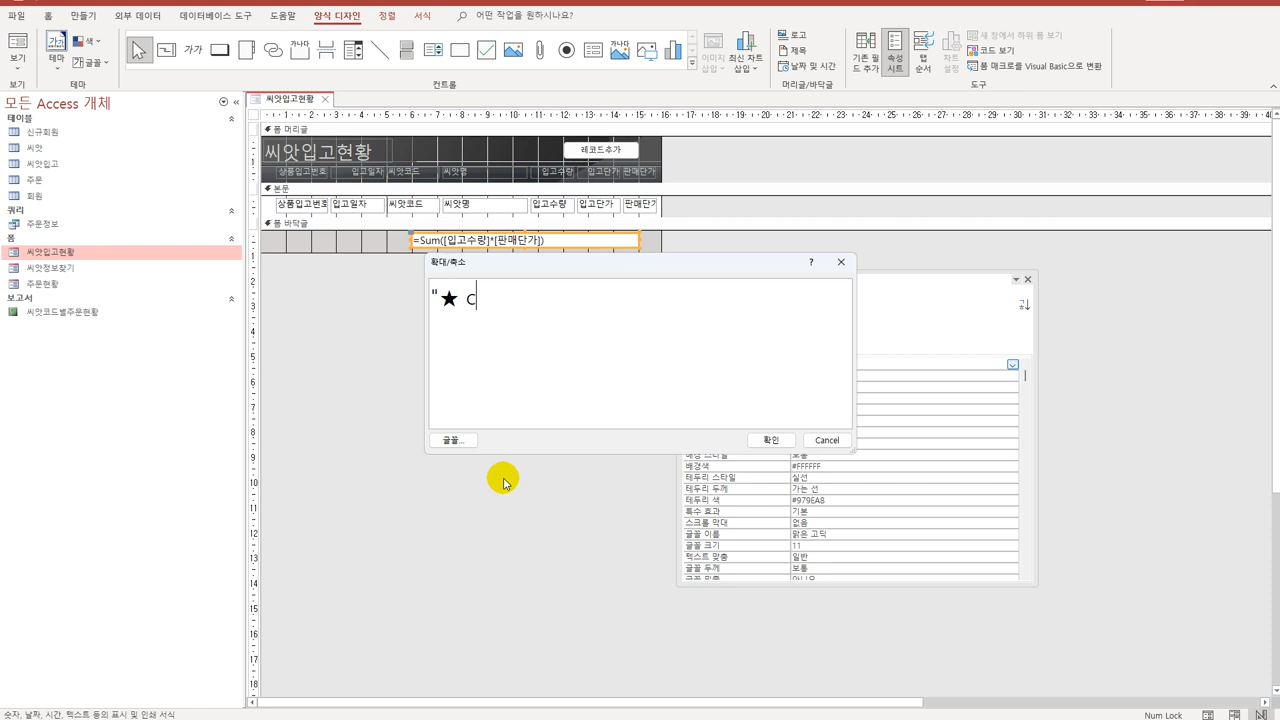 파일 홈 만들기 외부 데이터 데이터베이스 도구 도움말 양식 디자인 정렬 서식 어떤 작업을 원하시나요?
보기 테마 색 글꼴 가가 가나다 이미지 삽입 최신 차트 삽입 로고 제목 날짜 및 시간 기존 필드 추가 속성 시트 탭 순서 차트 설정 새 창에서 하위 폼 보기 코드 보기 폼 매크로를 Visual Basic으로 변환
보기 테마 컨트롤 머리글/바닥글 도구
모든 Access 개체
테이블
신규회원
씨앗
씨앗입고
주문
회원
쿼리
주문정보
폼
씨앗입고현황
씨앗정보찾기
주문현황
보고서
씨앗코드별주문현황
씨앗입고현황
폼 머리글
씨앗입고현황 레코드추가
상품입고번호 입고일자 씨앗코드 씨앗명 입고수량 입고단가 판매단가
본문
상품입고번호 입고일자 씨앗코드 씨앗명 입고수량 입고단가
폼 바닥글
=Sum([입고수량]*[판매단가])
확대/축소 ?
"★ C
글꼴... 확인 Cancel
배경색 #FFFFFF
테두리 스타일 실선
테두리 두께 가는 선
테두리 색 #979EA8
특수 효과 기본
스크롤 막대 없음
글꼴 이름 맑은 고딕
글꼴 크기 11
텍스트 맞춤 일반
글꼴 두께 보통
숫자, 날짜, 시간, 텍스트 등의 표시 및 인쇄 서식 Num Lock